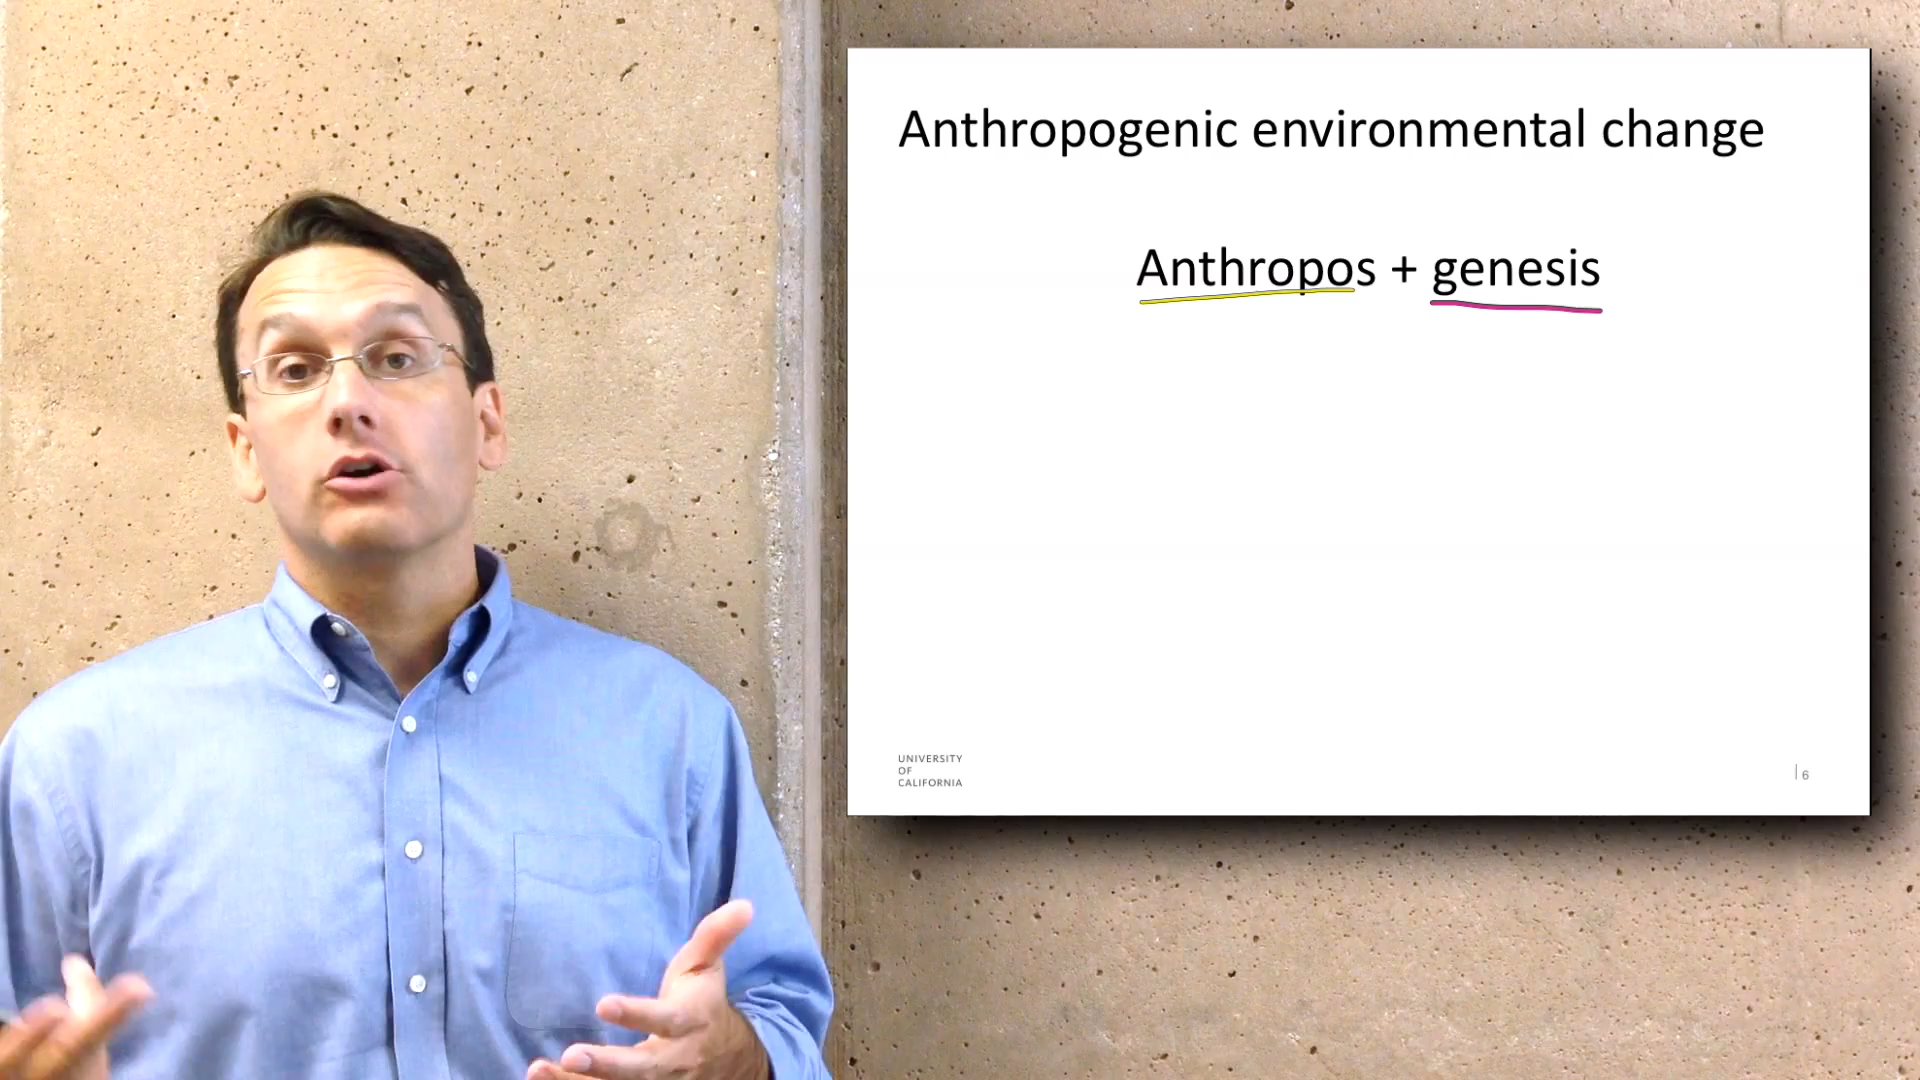 Anthropogenic environmental change
Anthropos + genesis
UNIVERSITY
OF
CALIFORNIA
6